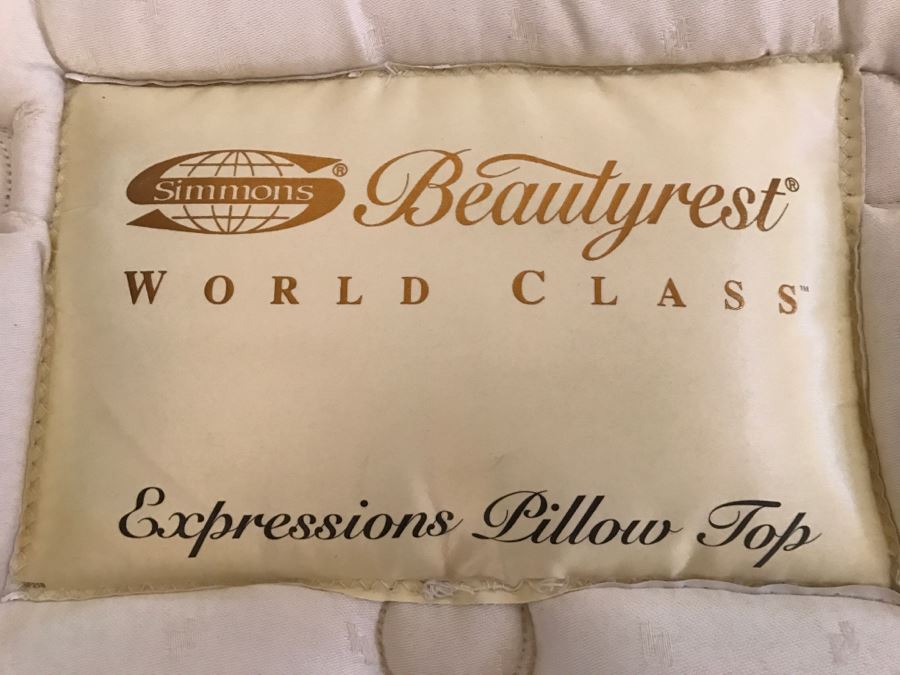 Simmons® Beautyrest®
WORLD CLASS™
Expressions Pillow Top